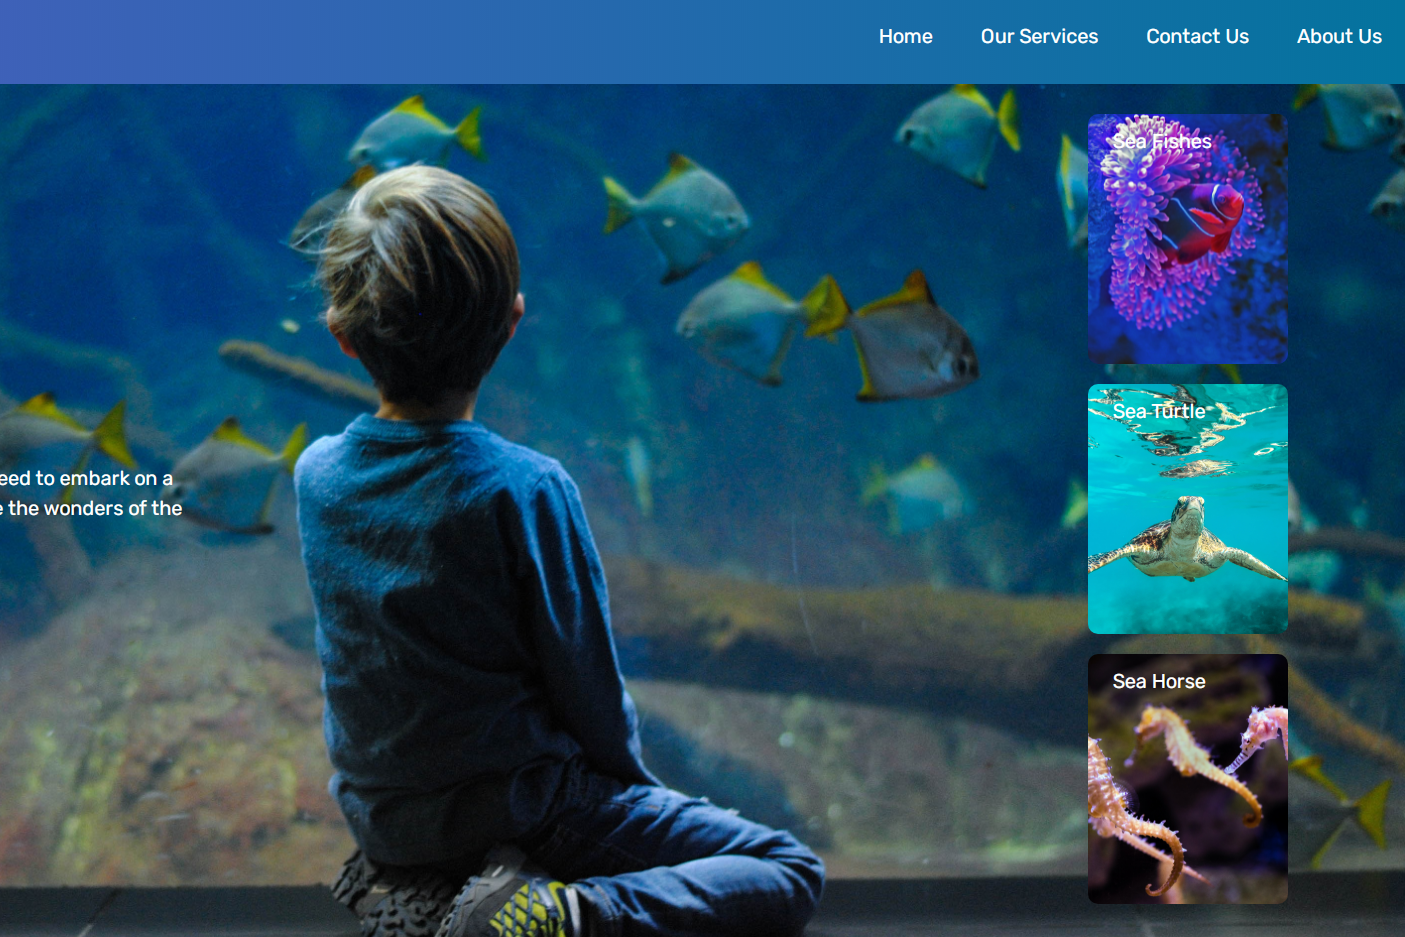 Home Our Services Contact Us About Us
Sea Fishes
Sea Turtle
eed to embark on a
e the wonders of the
Sea Horse